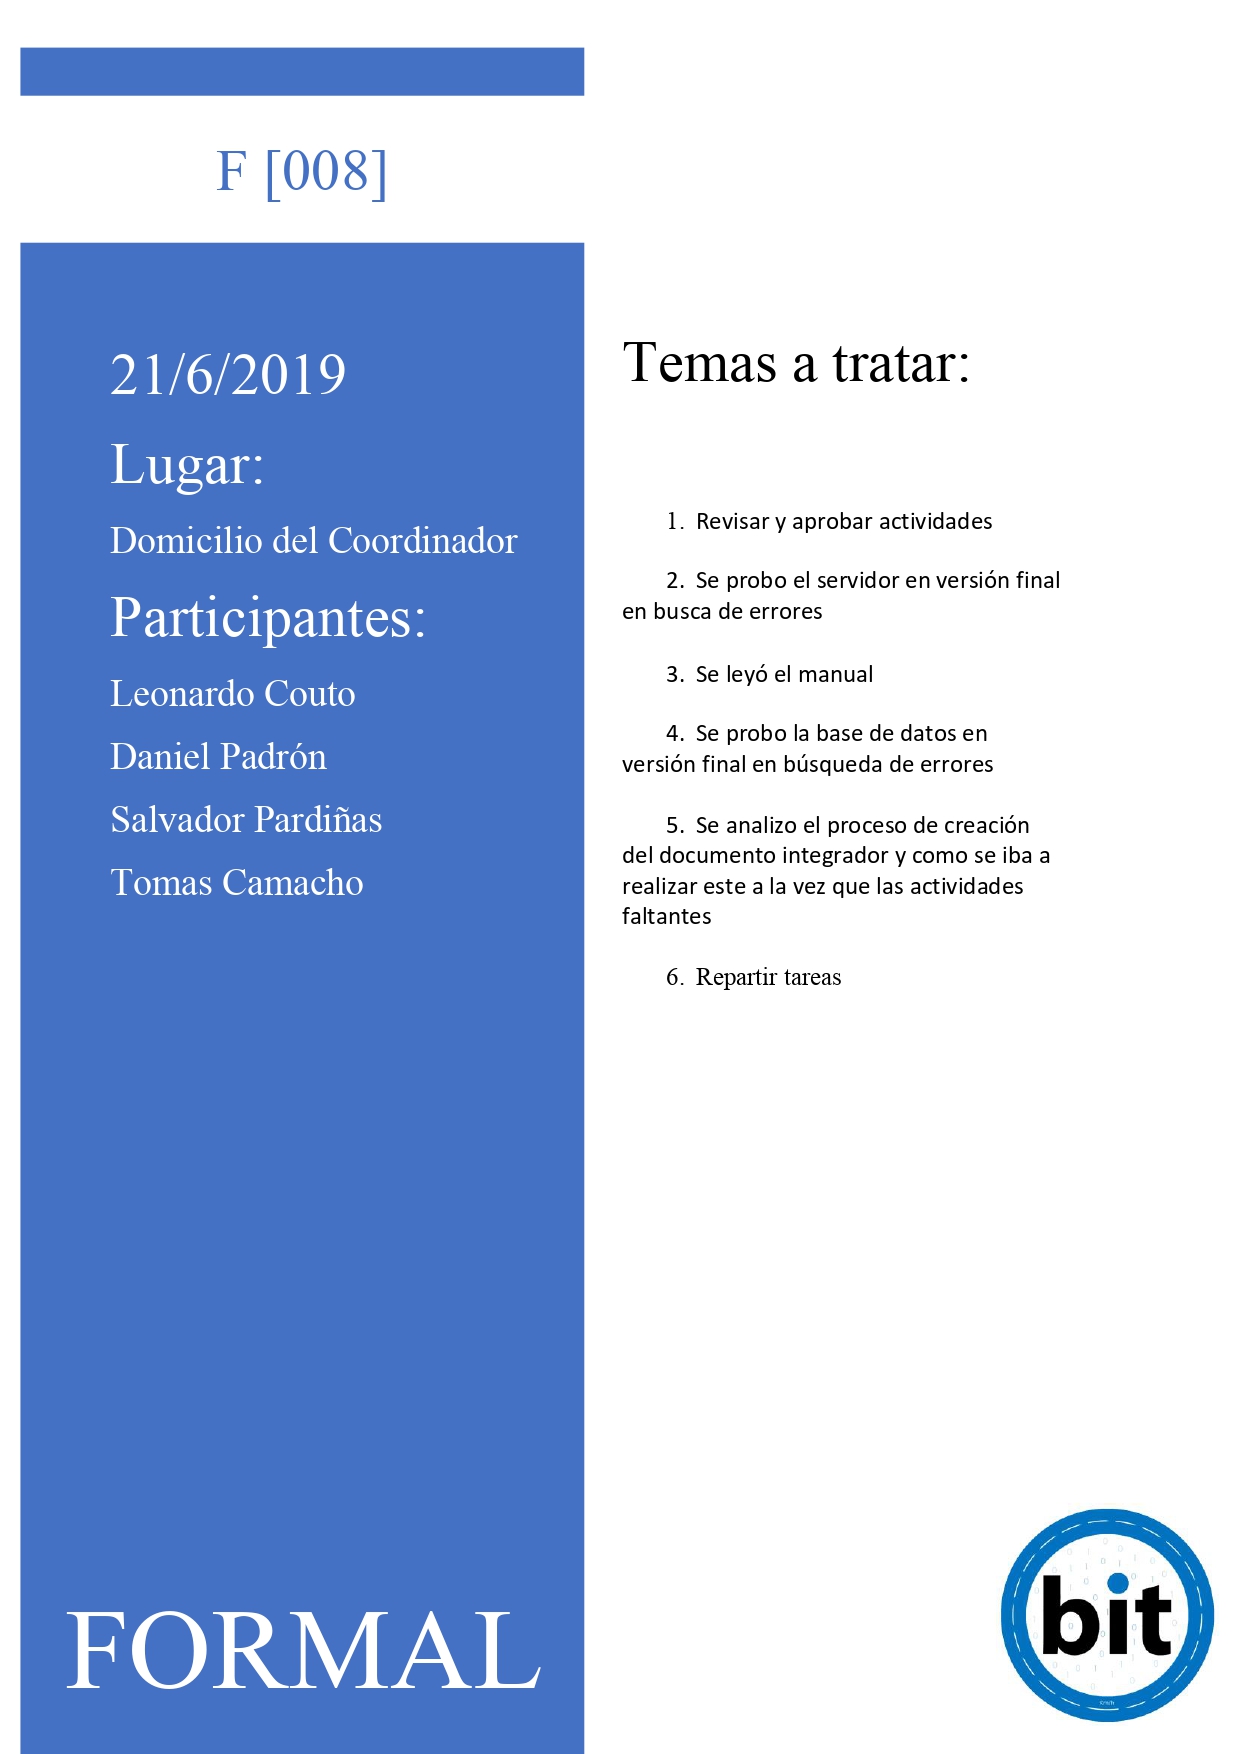 F [008]
21/6/2019
Lugar:
Domicilio del Coordinador
Participantes:
Leonardo Couto
Daniel Padrón
Salvador Pardiñas
Tomas Camacho
FORMAL
Temas a tratar:
1. Revisar y aprobar actividades
2. Se probo el servidor en versión final
en busca de errores
3. Se leyó el manual
4. Se probo la base de datos en
versión final en búsqueda de errores
5. Se analizo el proceso de creación
del documento integrador y como se iba a
realizar este a la vez que las actividades
faltantes
6. Repartir tareas
bit